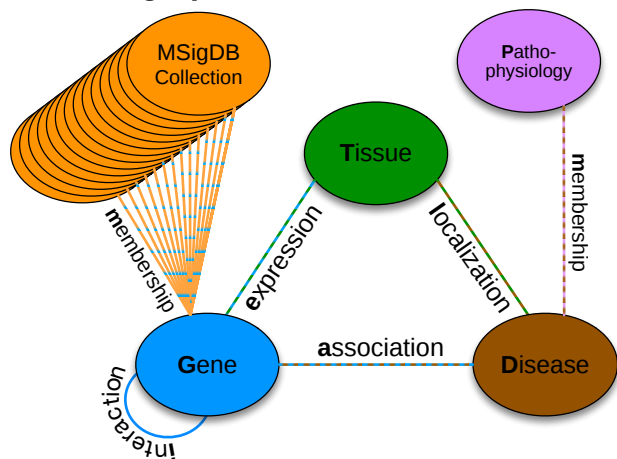 MSigDB
Collection
Patho-
physiology
Tissue
membership
expression
localization
membership
association
Gene
Disease
interaction